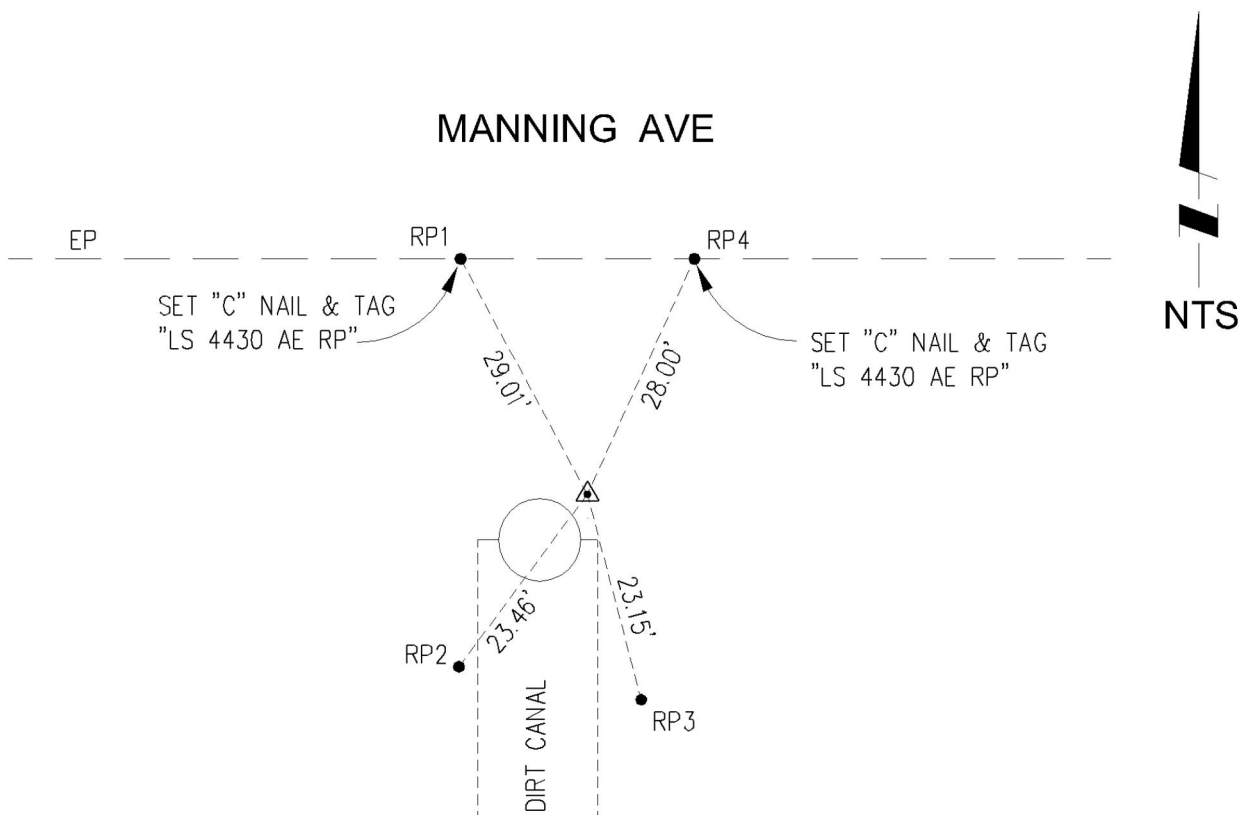 MANNING AVE
EP
RP1
RP4
SET "C" NAIL & TAG
"LS 4430 AE RP"
NTS
SET "C" NAIL & TAG
"LS 4430 AE RP"
29.01'
28.00'
23.46'
23.15'
RP2
RP3
DIRT CANAL